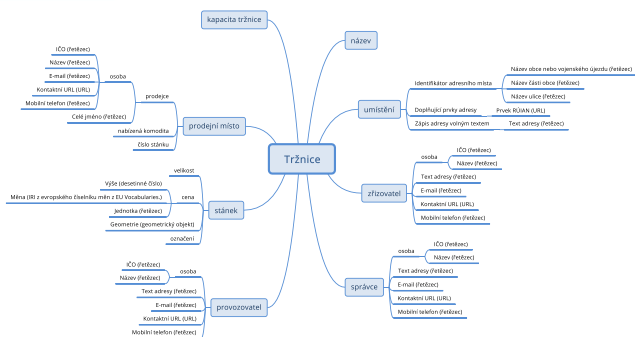 Tržnice
kapacita tržnice
název
umístění
Identifikátor adresního místa
Název obce nebo vojenského újezdu (řetězec)
Název části obce (řetězec)
Název ulice (řetězec)
Doplňující prvky adresy
Prvek RÚIAN (URL)
Zápis adresy volným textem
Text adresy (řetězec)
zřizovatel
osoba
IČO (řetězec)
Název (řetězec)
Text adresy (řetězec)
E-mail (řetězec)
Kontaktní URL (URL)
Mobilní telefon (řetězec)
správce
osoba
IČO (řetězec)
Název (řetězec)
Text adresy (řetězec)
E-mail (řetězec)
Kontaktní URL (URL)
Mobilní telefon (řetězec)
prodejní místo
prodejce
osoba
IČO (řetězec)
Název (řetězec)
E-mail (řetězec)
Kontaktní URL (URL)
Mobilní telefon (řetězec)
Celé jméno (řetězec)
nabízená komodita
číslo stánku
stánek
velikost
cena
Výše (desetinné číslo)
Měna (IRI z evropského číselníku měn z EU Vocabularies.)
Jednotka (řetězec)
Geometrie (geometrický objekt)
označení
provozovatel
osoba
IČO (řetězec)
Název (řetězec)
Text adresy (řetězec)
E-mail (řetězec)
Kontaktní URL (URL)
Mobilní telefon (řetězec)